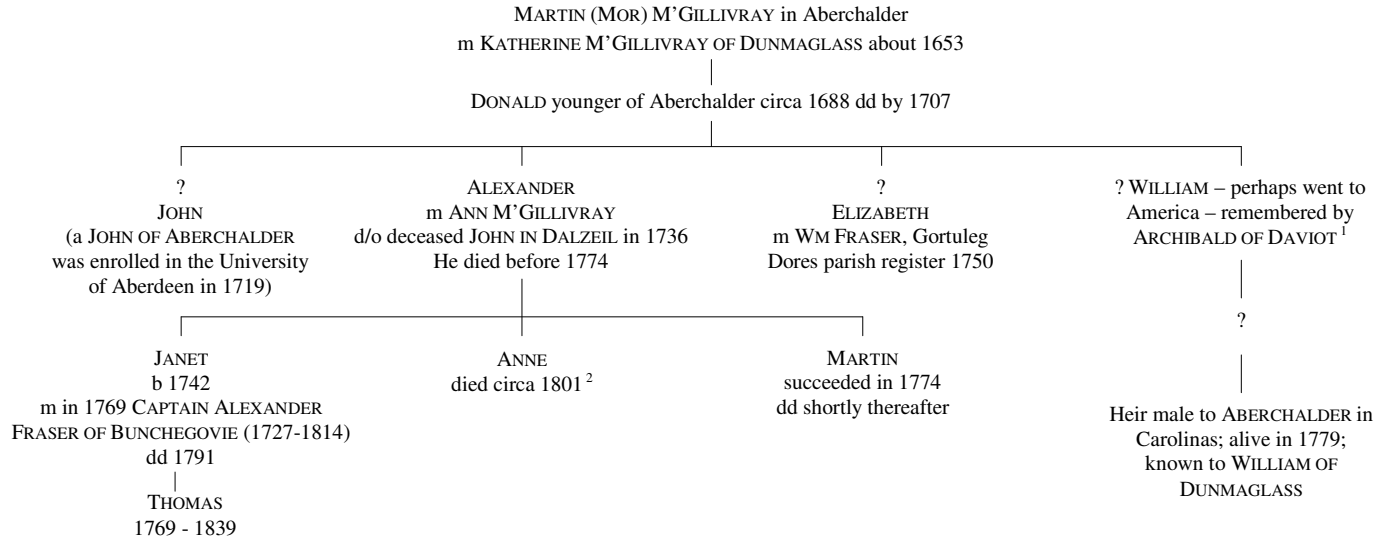 MARTIN (MOR) M'GILLIVRAY in Aberchalder
m KATHERINE M'GILLIVRAY OF DUNMAGLASS about 1653
DONALD younger of Aberchalder circa 1688 dd by 1707
?
JOHN
(a JOHN OF ABERCHALDER
was enrolled in the University
of Aberdeen in 1719)
ALEXANDER
m ANN M'GILLIVRAY
d/o deceased JOHN IN DALZEIL in 1736
He died before 1774
?
ELIZABETH
m WM FRASER, Gortuleg
Dores parish register 1750
? WILLIAM – perhaps went to
America – remembered by
ARCHIBALD OF DAVIOT 1
?
JANET
b 1742
m in 1769 CAPTAIN ALEXANDER
FRASER OF BUNCHEGOVIE (1727-1814)
dd 1791
ANNE
died circa 1801 2
MARTIN
succeeded in 1774
dd shortly thereafter
Heir male to ABERCHALDER in
Carolinas; alive in 1779;
known to WILLIAM OF
DUNMAGLASS
THOMAS
1769 - 1839